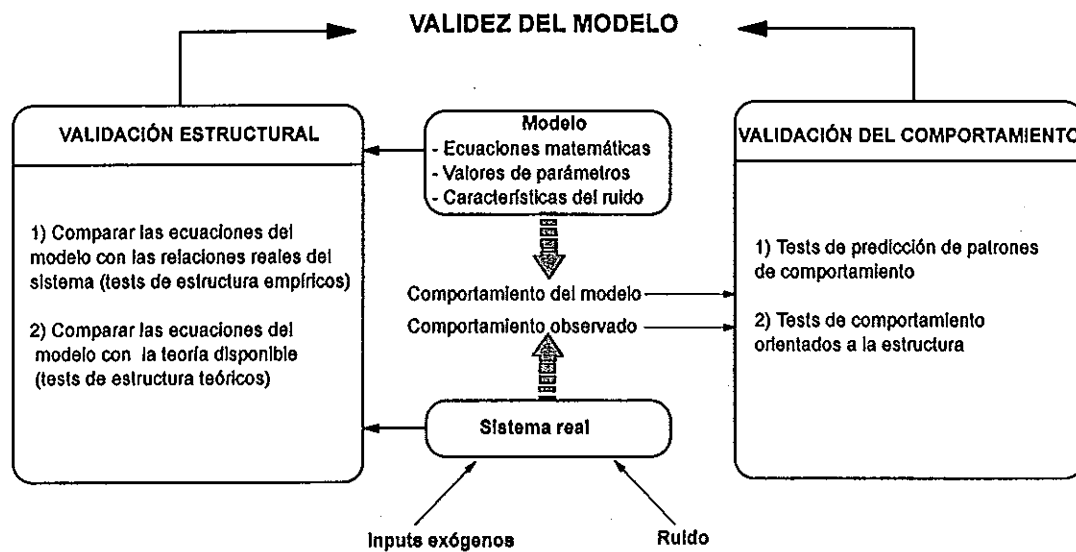 VALIDEZ DEL MODELO
VALIDACIÓN ESTRUCTURAL
1) Comparar las ecuaciones del
modelo con las relaciones reales del
sistema (tests de estructura empíricos)
2) Comparar las ecuaciones del
modelo con la teoría disponible
(tests de estructura teóricos)
Modelo
- Ecuaciones matemáticas
- Valores de parámetros
- Características del ruido
Comportamiento del modelo
Comportamiento observado
Sistema real
Inputs exógenos
Ruido
VALIDACIÓN DEL COMPORTAMIENTO
1) Tests de predicción de patrones
de comportamiento
2) Tests de comportamiento
orientados a la estructura